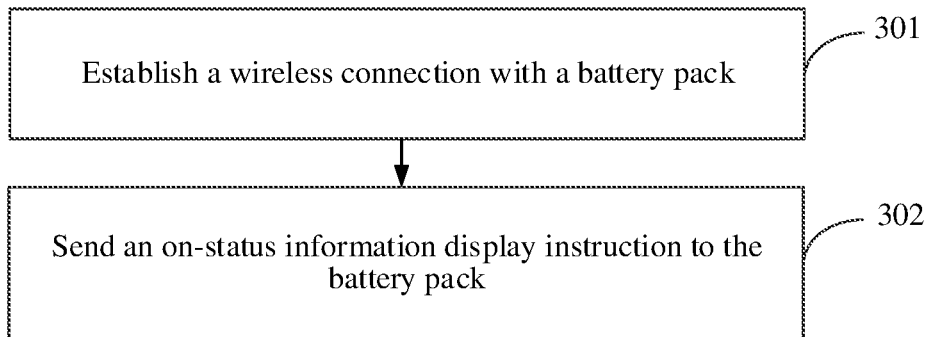 301
Establish a wireless connection with a battery pack
302
Send an on-status information display instruction to the
battery pack